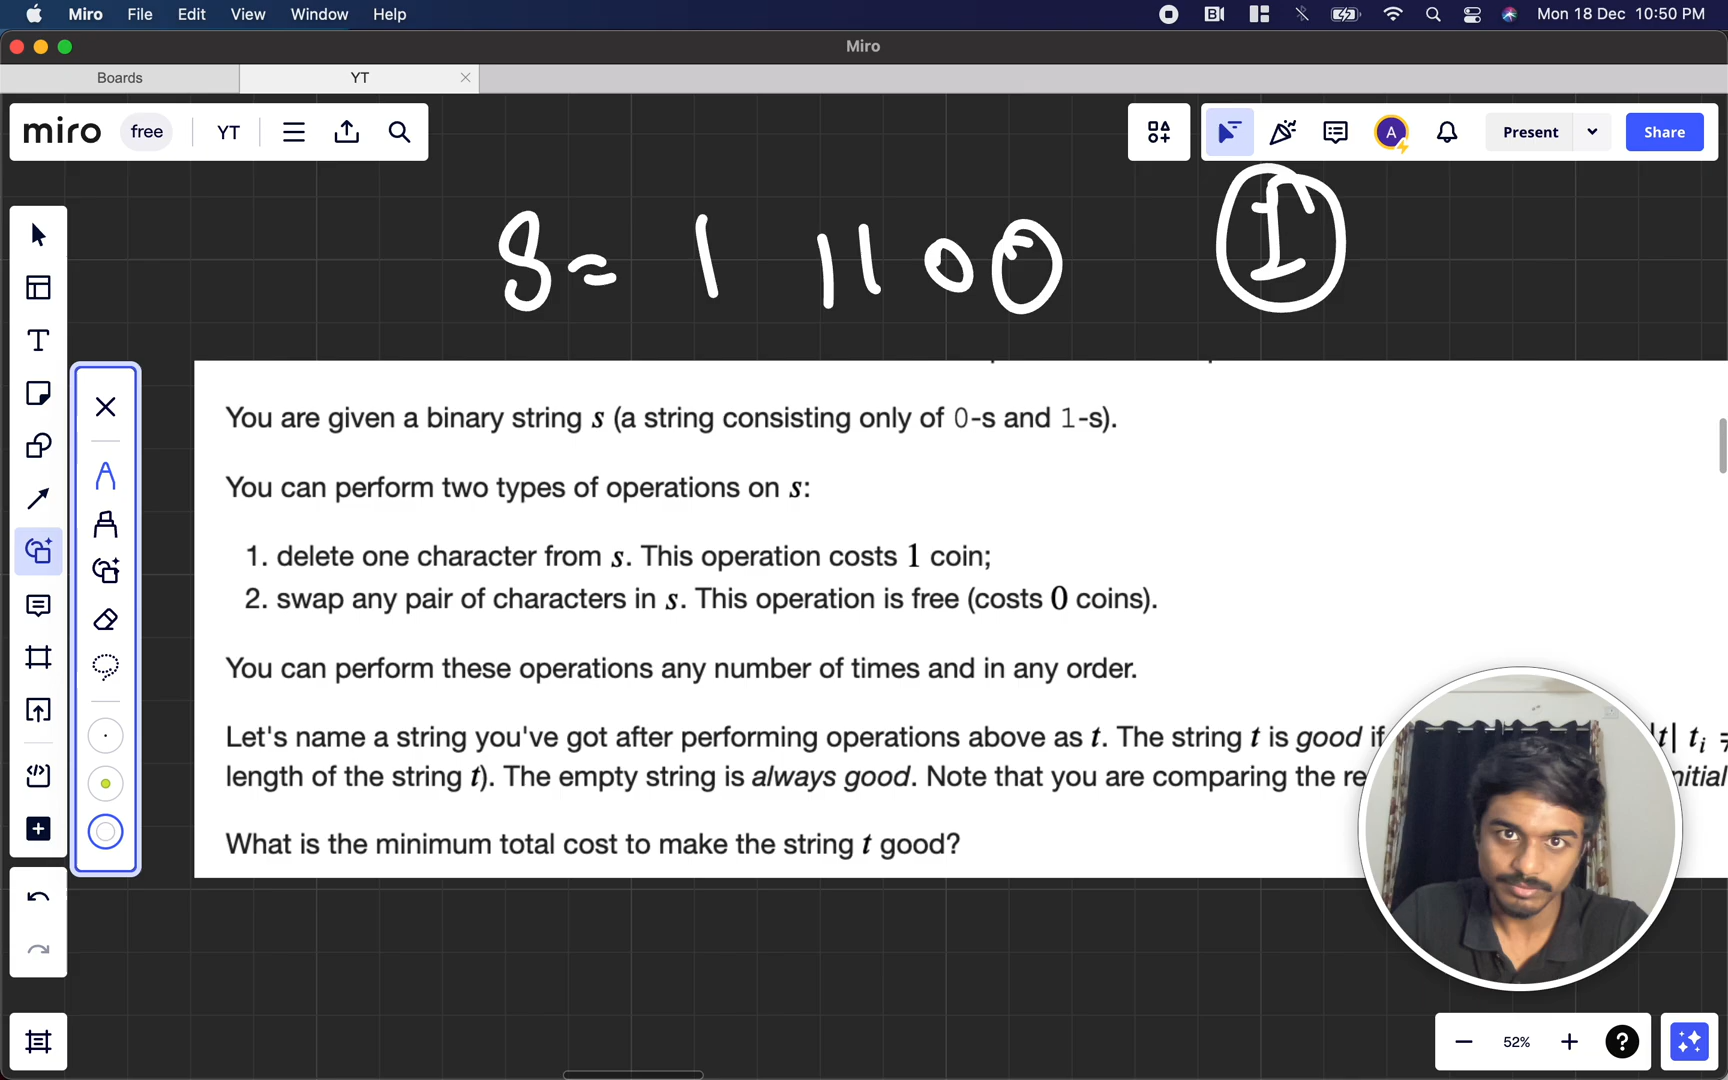 Miro File Edit View Window Help Mon 18 Dec 10:50 PM
Miro
Boards YT
miro free YT Present Share
A
S= 1 1100 I
You are given a binary string s (a string consisting only of 0-s and 1-s).
You can perform two types of operations on s:
1. delete one character from s. This operation costs 1 coin;
2. swap any pair of characters in s. This operation is free (costs 0 coins).
You can perform these operations any number of times and in any order.
Let's name a string you've got after performing operations above as t. The string t is good if |t| tᵢ
length of the string t). The empty string is always good. Note that you are comparing the re nitial
What is the minimum total cost to make the string t good?
52% ?